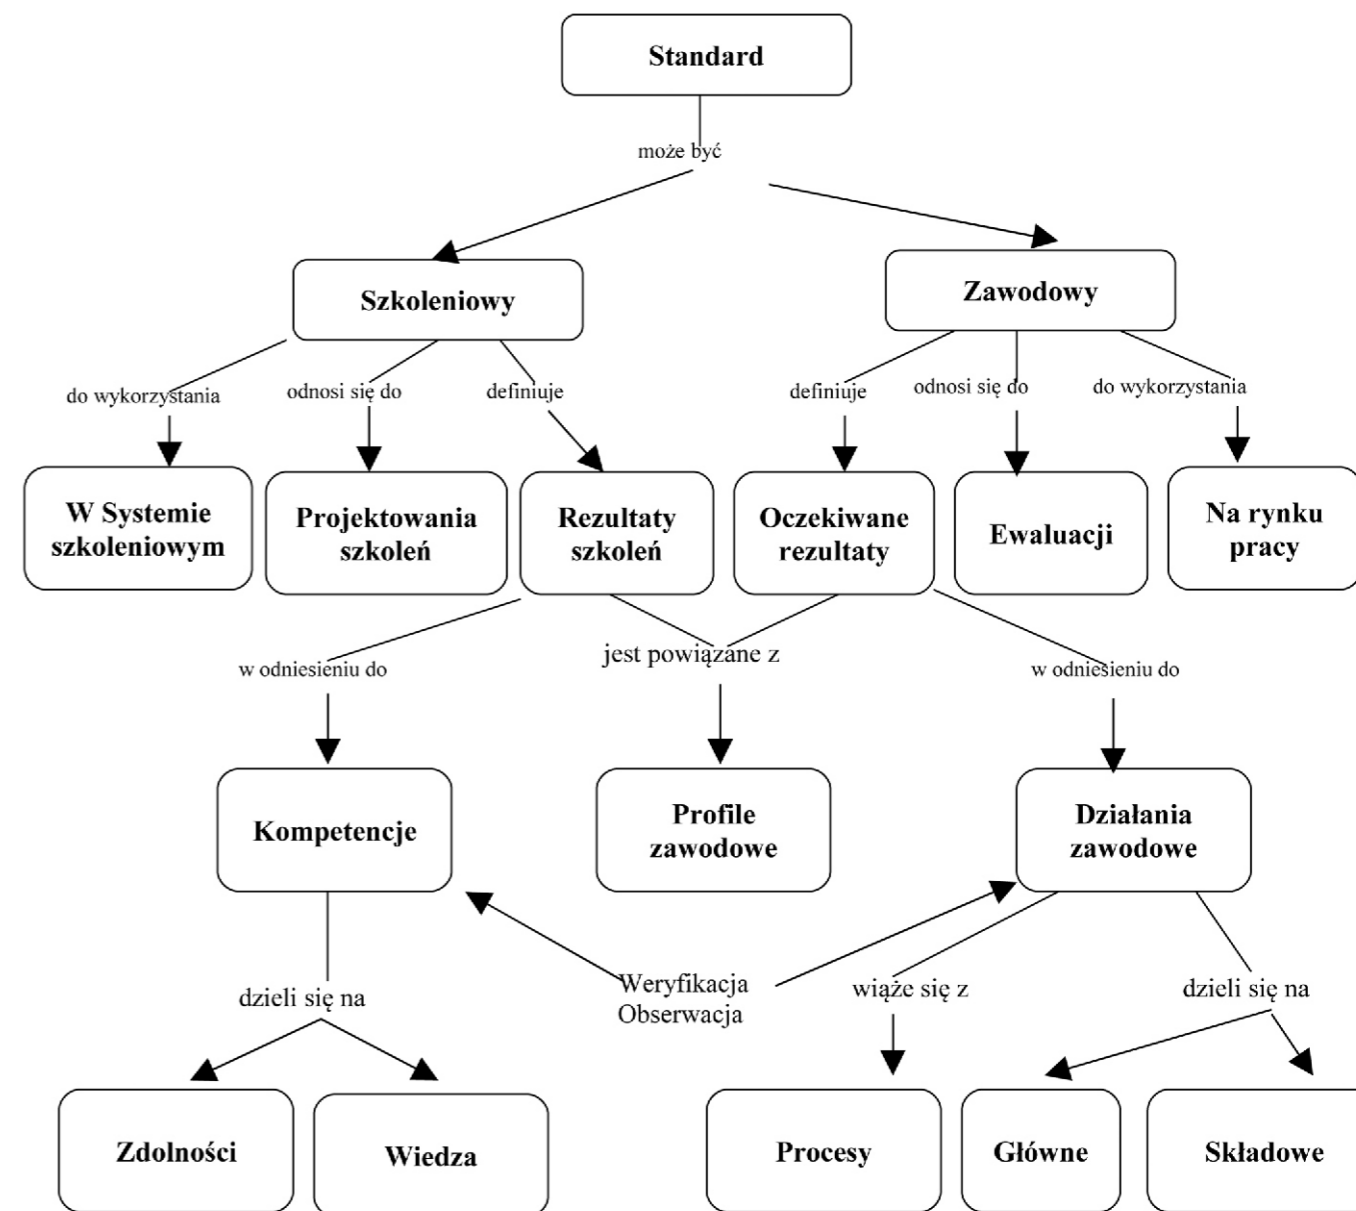 Standard
może być
Szkoleniowy
Zawodowy
do wykorzystania
odnosi się do
definiuje
definiuje
odnosi się do
do wykorzystania
W Systemie
szkoleniowym
Projektowania
szkoleń
Rezultaty
szkoleń
Oczekiwane
rezultaty
Ewaluacji
Na rynku
pracy
w odniesieniu do
jest powiązane z
w odniesieniu do
Kompetencje
Profile
zawodowe
Działania
zawodowe
dzieli się na
Weryfikacja
Obserwacja
wiąże się z
dzieli się na
Zdolności
Wiedza
Procesy
Główne
Składowe